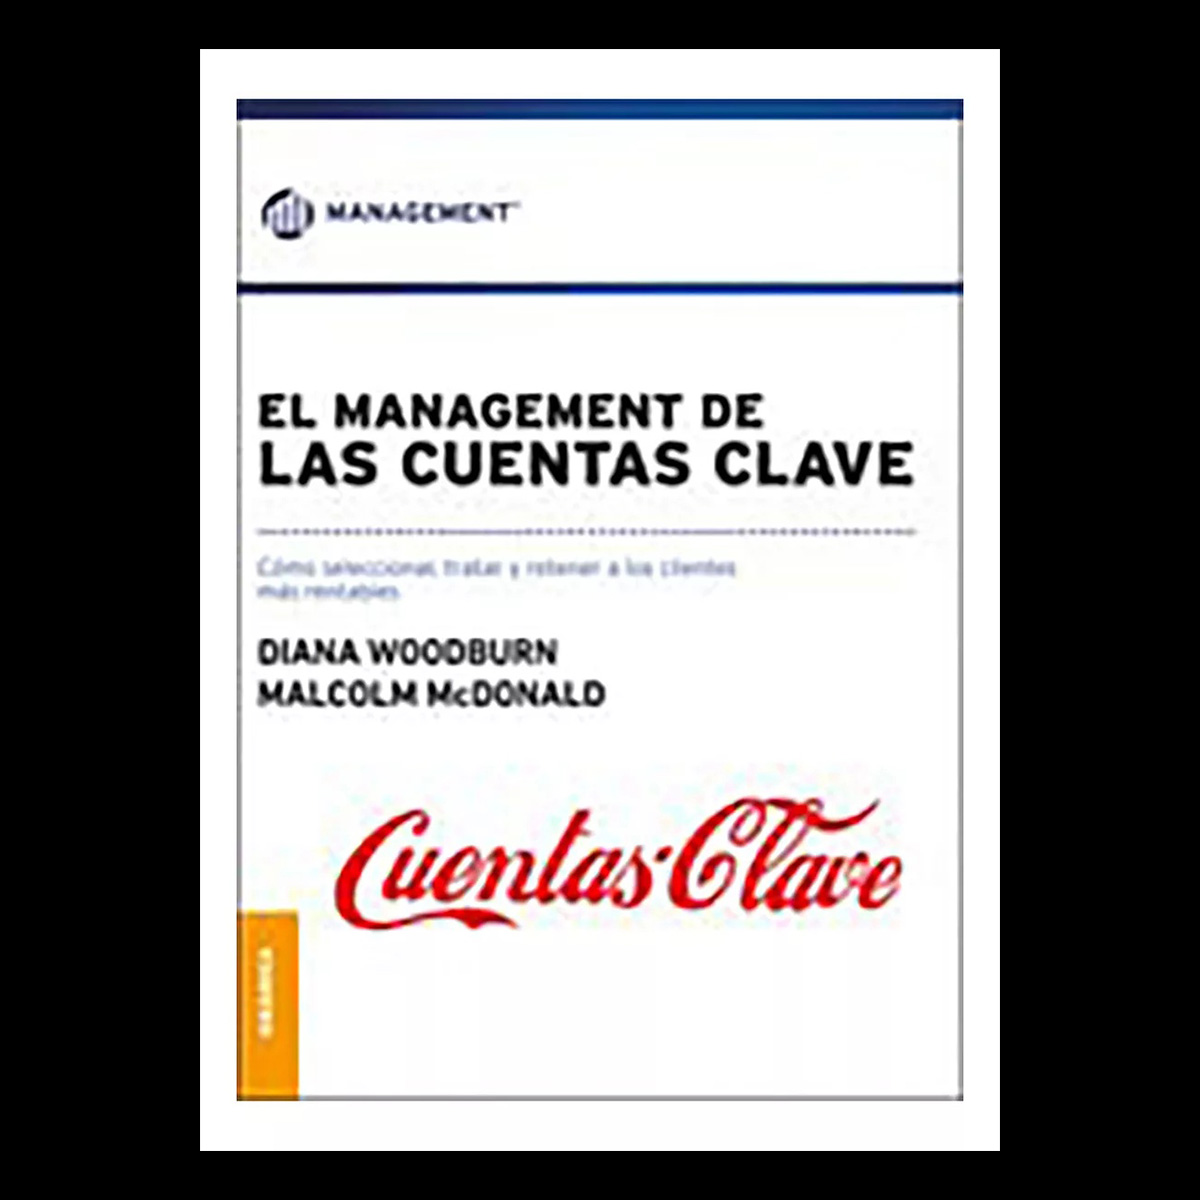 MANAGEMENT
EL MANAGEMENT DE
LAS CUENTAS CLAVE
Cómo seleccionar, tratar y retener a los clientes
más rentables
DIANA WOODBURN
MALCOLM McDONALD
Cuentas-Clave
GRANICA